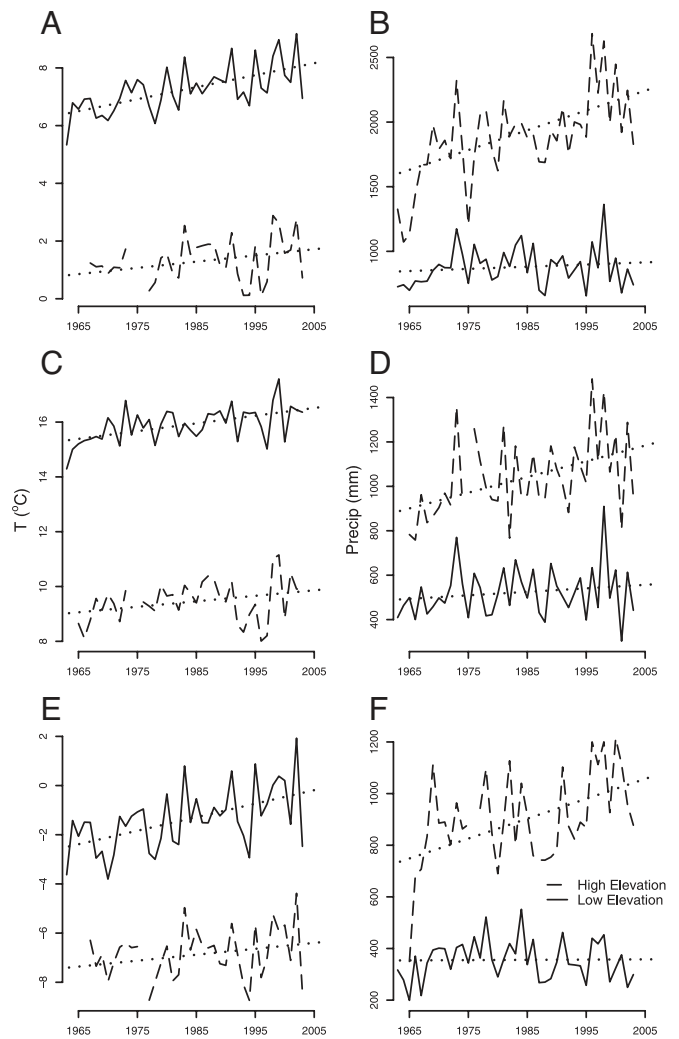 A
B
8
6
4
2
0
1965 1975 1985 1995 2005
2500
2000
1500
1000
1965 1975 1985 1995 2005
C
D
T (°C)
16
14
12
10
8
1965 1975 1985 1995 2005
Precip (mm)
1400
1200
1000
800
600
400
1965 1975 1985 1995 2005
E
F
2
0
−2
−4
−6
−8
1965 1975 1985 1995 2005
1200
1000
800
600
400
200
High Elevation
Low Elevation
1965 1975 1985 1995 2005